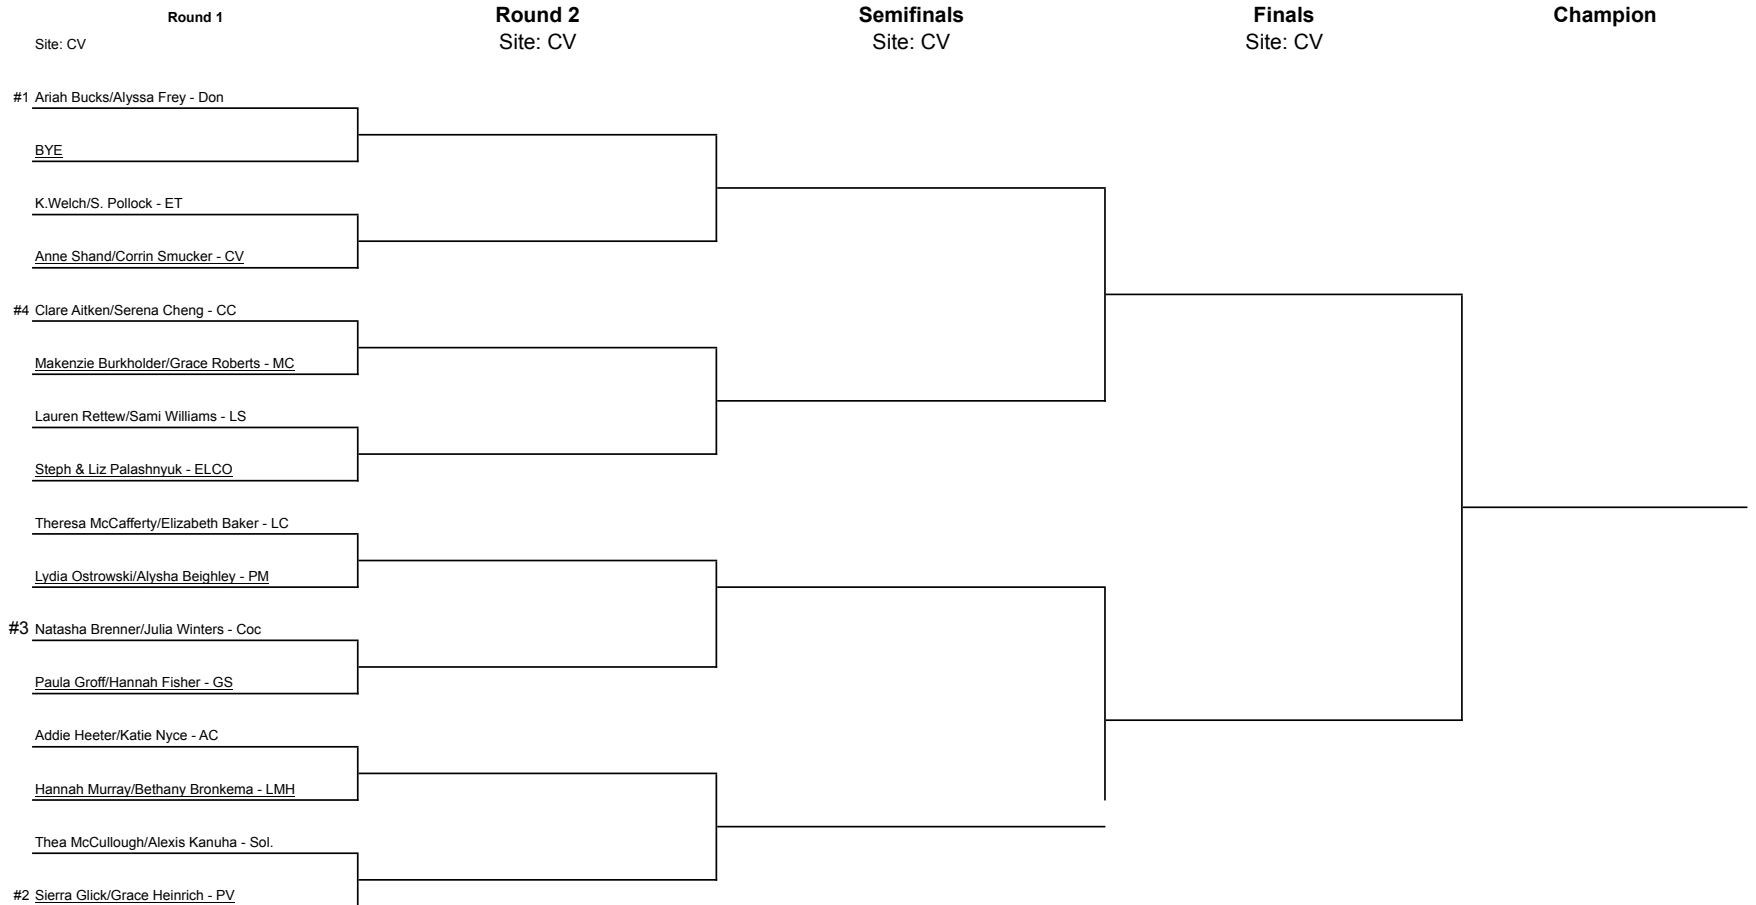 Round 1 Round 2 Semifinals Finals Champion
Site: CV Site: CV Site: CV Site: CV
#1 Ariah Bucks/Alyssa Frey - Don
BYE
K.Welch/S. Pollock - ET
Anne Shand/Corrin Smucker - CV
#4 Clare Aitken/Serena Cheng - CC
Makenzie Burkholder/Grace Roberts - MC
Lauren Rettew/Sami Williams - LS
Steph & Liz Palashnyuk - ELCO
Theresa McCafferty/Elizabeth Baker - LC
Lydia Ostrowski/Alysha Beighley - PM
#3 Natasha Brenner/Julia Winters - Coc
Paula Groff/Hannah Fisher - GS
Addie Heeter/Katie Nyce - AC
Hannah Murray/Bethany Bronkema - LMH
Thea McCullough/Alexis Kanuha - Sol.
#2 Sierra Glick/Grace Heinrich - PV